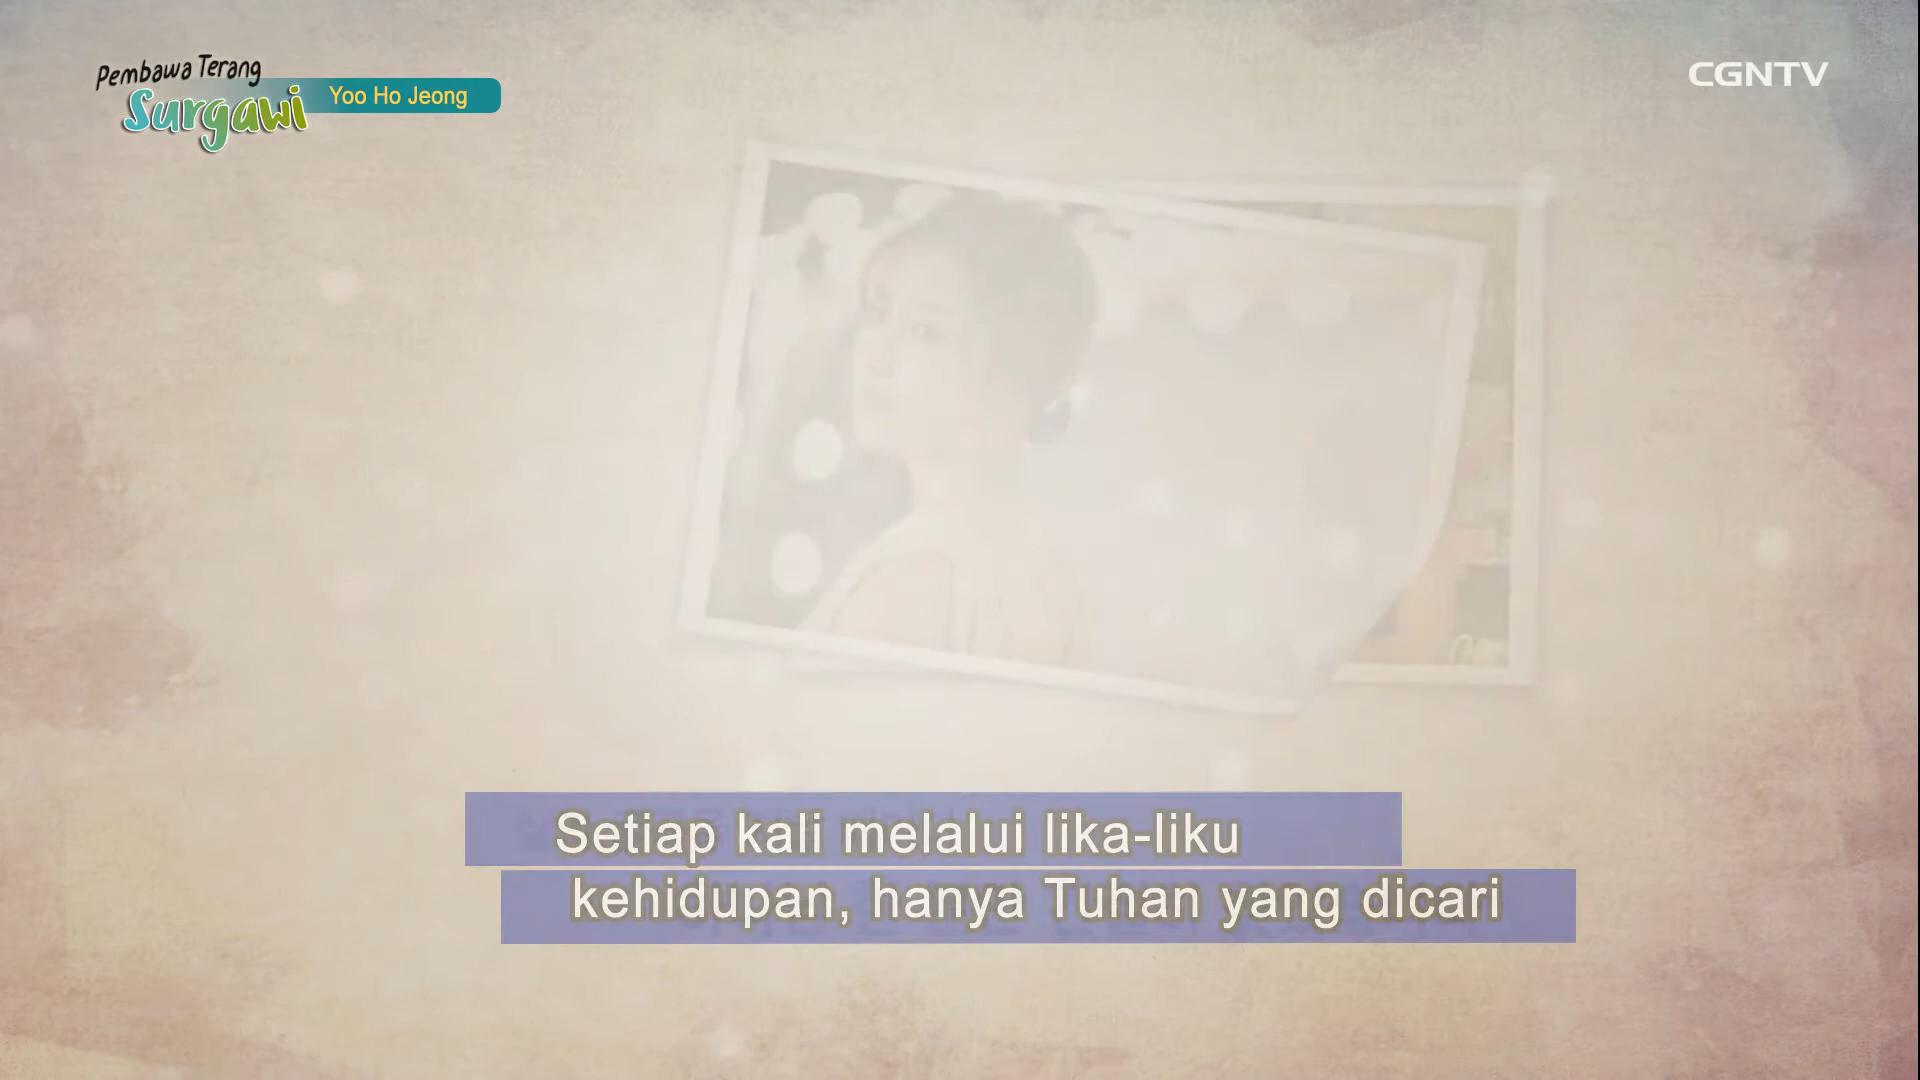 Pembawa Terang
Surgawi
Yoo Ho Jeong
CGNTV
Setiap kali melalui lika-liku
kehidupan, hanya Tuhan yang dicari